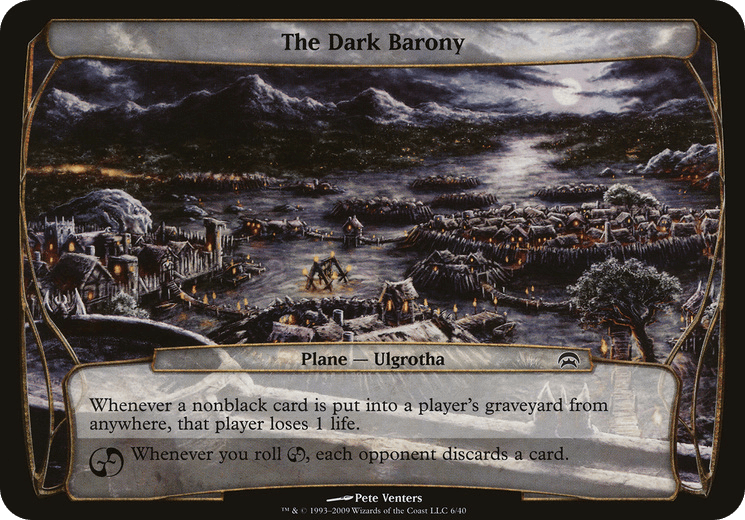 The Dark Barony
Plane — Ulgrotha
Whenever a nonblack card is put into a player's graveyard from
anywhere, that player loses 1 life.
Whenever you roll , each opponent discards a card.
Pete Venters
™ & © 1993–2009 Wizards of the Coast LLC 6/40